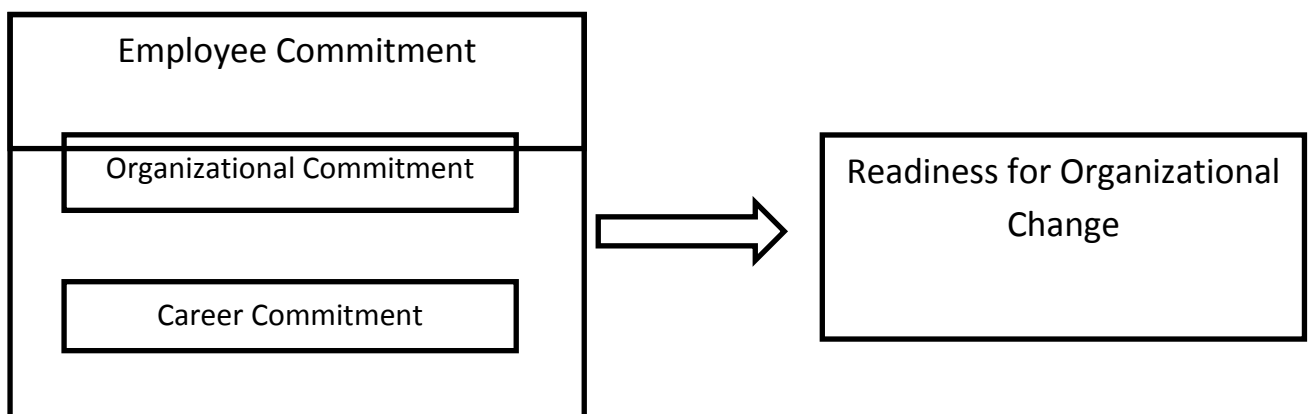 Employee Commitment
Organizational Commitment
Career Commitment
Readiness for Organizational
Change